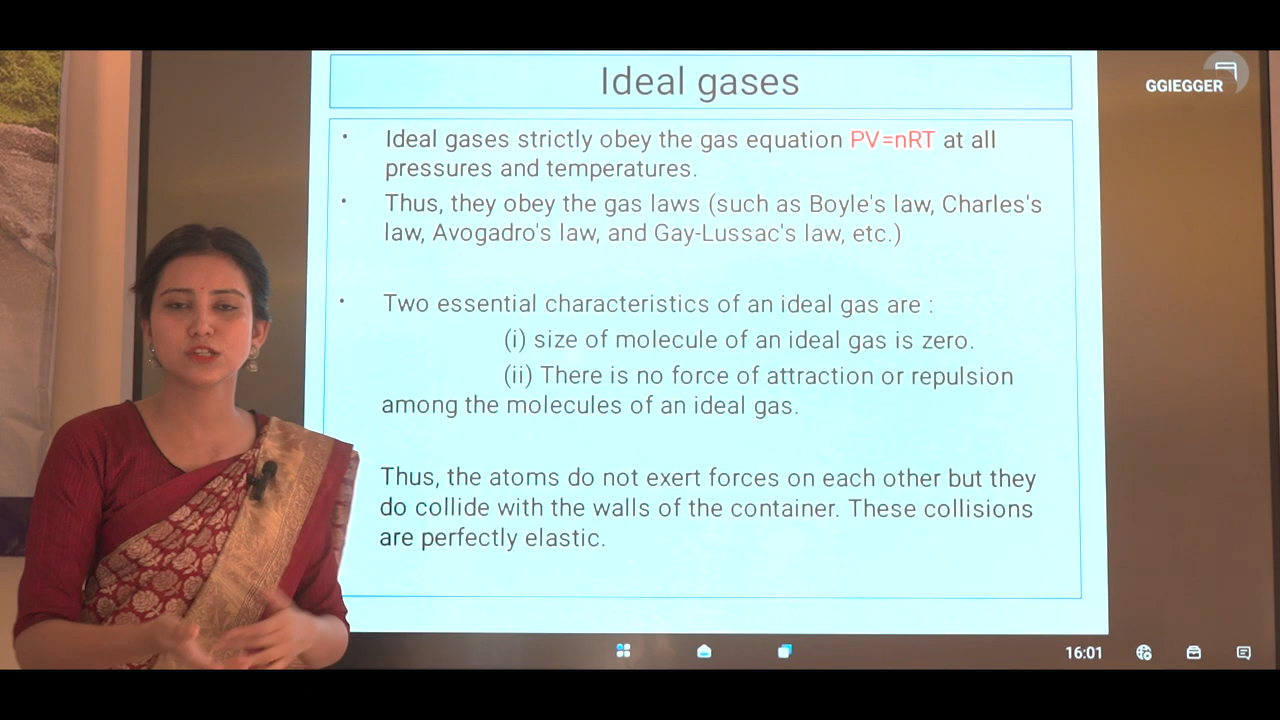 Ideal gases
GGIEGGER
• Ideal gases strictly obey the gas equation PV=nRT at all
pressures and temperatures.
• Thus, they obey the gas laws (such as Boyle's law, Charles's
law, Avogadro's law, and Gay-Lussac's law, etc.)
• Two essential characteristics of an ideal gas are :
(i) size of molecule of an ideal gas is zero.
(ii) There is no force of attraction or repulsion
among the molecules of an ideal gas.
Thus, the atoms do not exert forces on each other but they
do collide with the walls of the container. These collisions
are perfectly elastic.
16:01